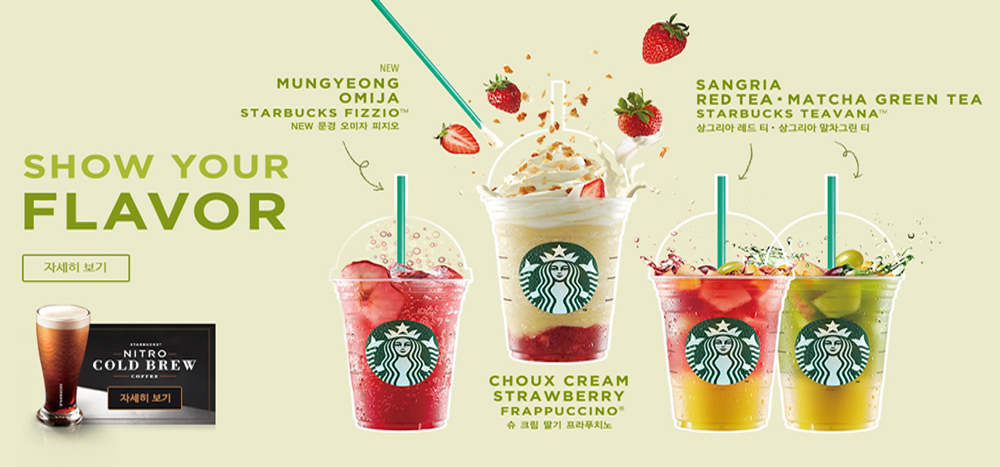 SHOW YOUR
FLAVOR
자세히 보기
STARBUCKS®
NITRO
COLD BREW
COFFEE
자세히 보기
NEW
MUNGYEONG
OMIJA
STARBUCKS FIZZIO™
NEW 문경 오미자 피지오
CHOUX CREAM
STRAWBERRY
FRAPPUCCINO®
슈 크림 딸기 프라푸치노
SANGRIA
RED TEA • MATCHA GREEN TEA
STARBUCKS TEAVANA™
상그리아 레드 티 • 상그리아 말차그린 티